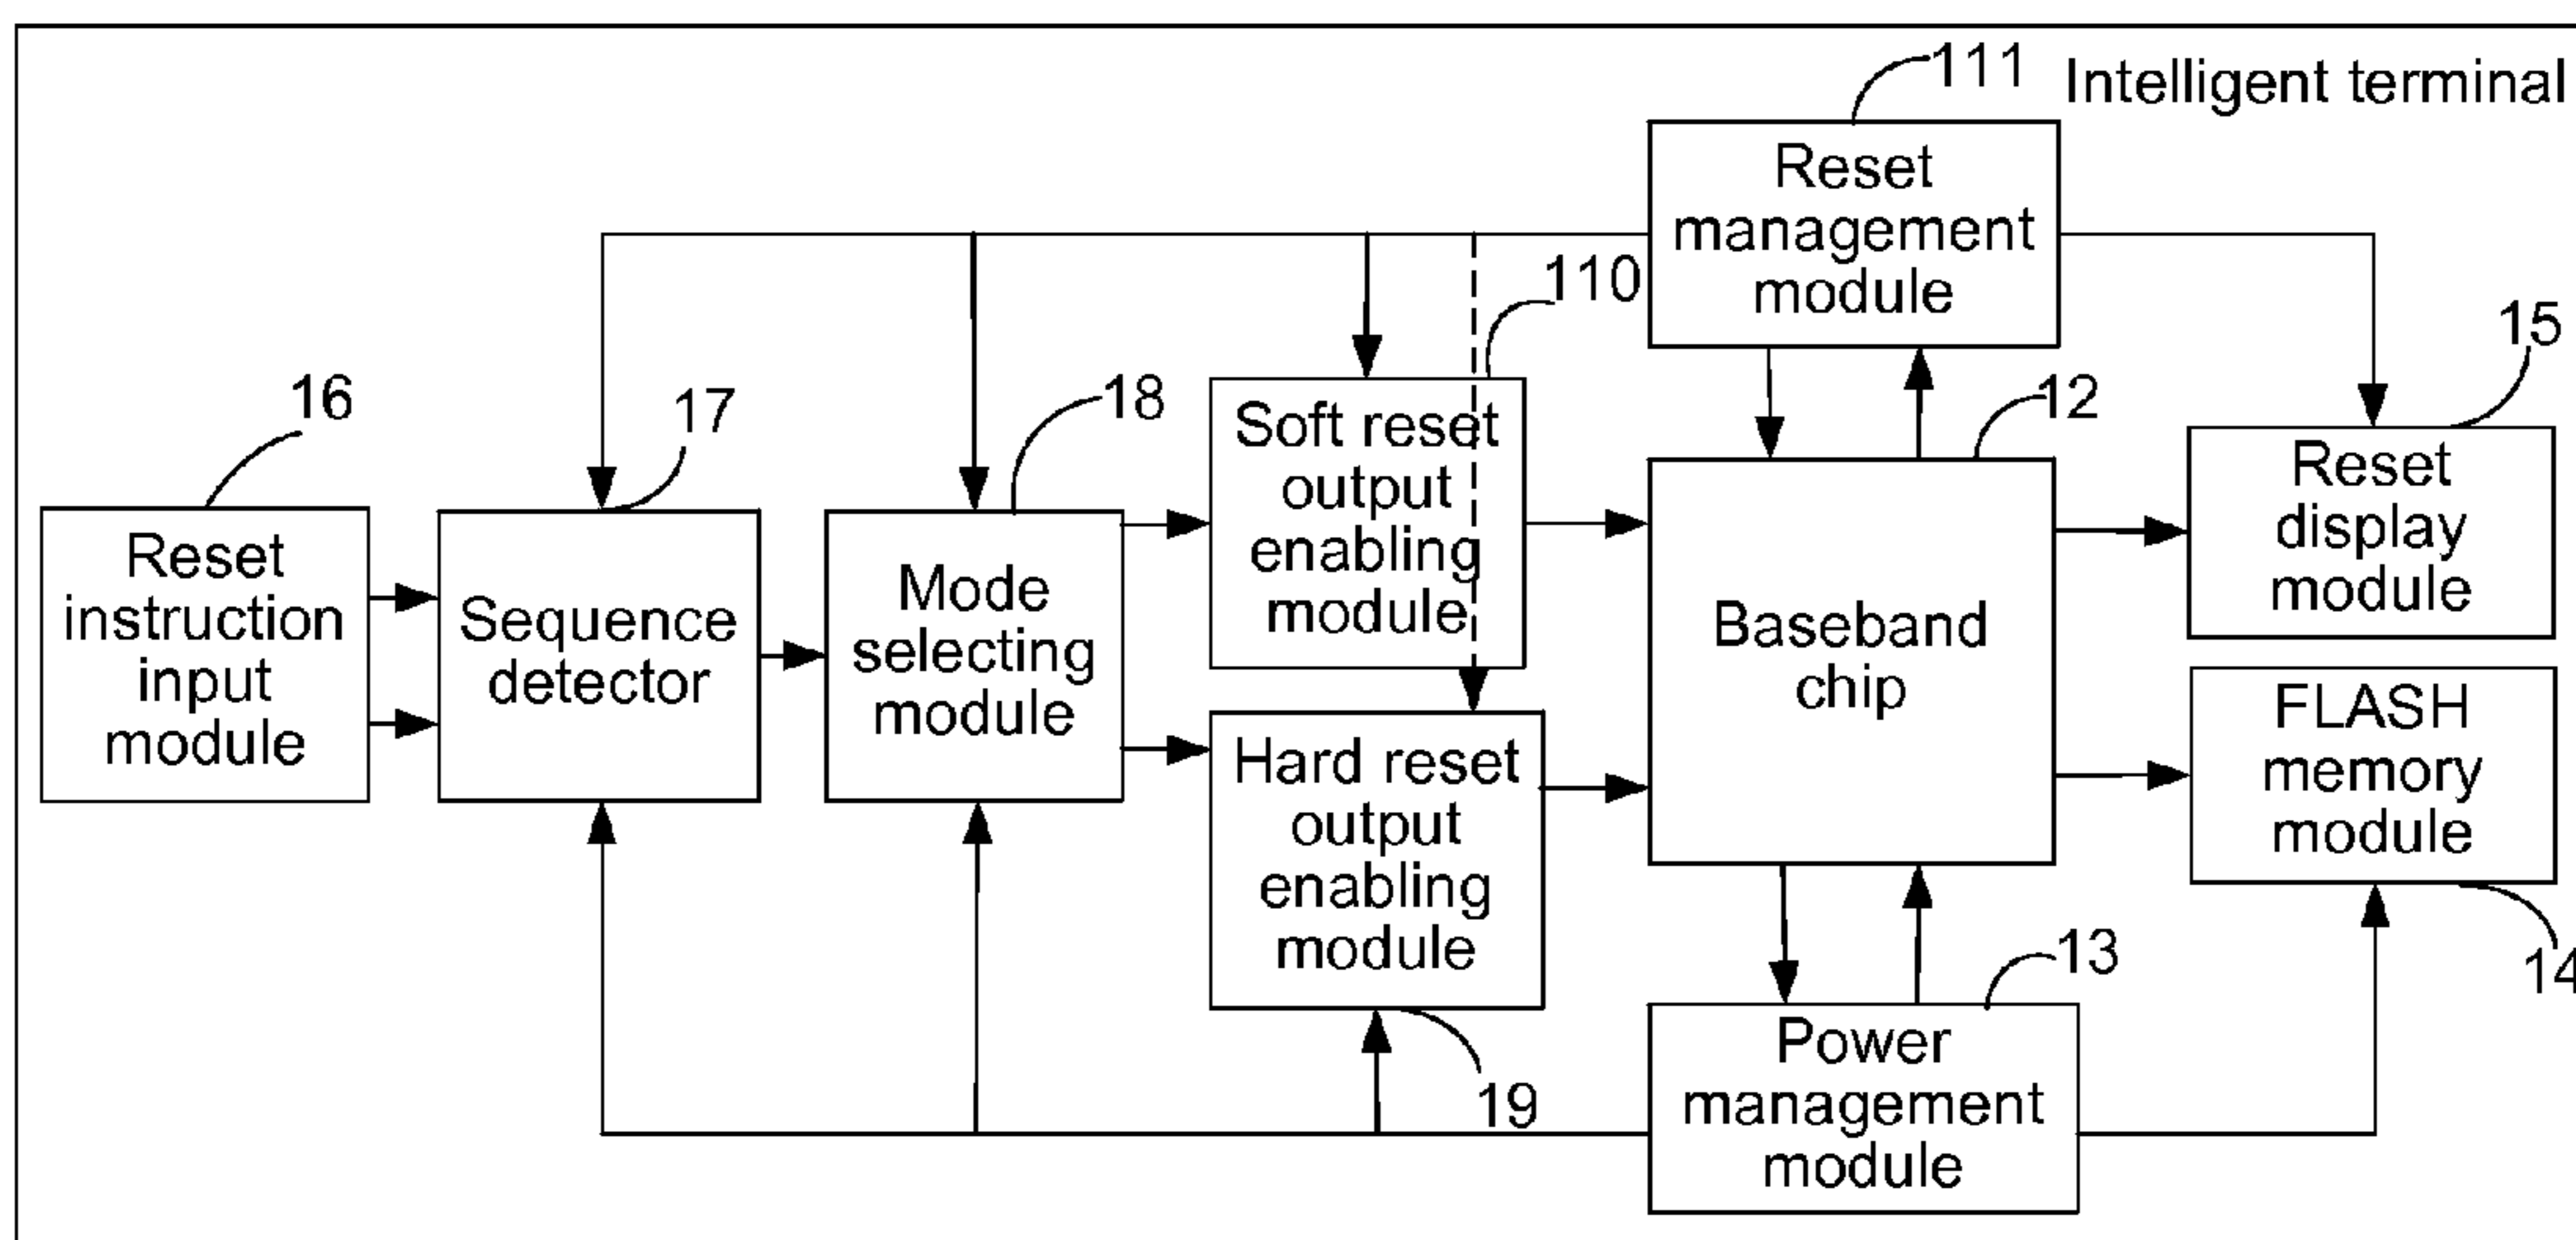 111
Intelligent terminal
Reset
management
module
110
15
16
17
18
12
Soft reset
output
enabling
module
Reset
display
module
Reset
instruction
input
module
Sequence
detector
Mode
selecting
module
Baseband
chip
FLASH
memory
module
Hard reset
output
enabling
module
13
14
19
Power
management
module